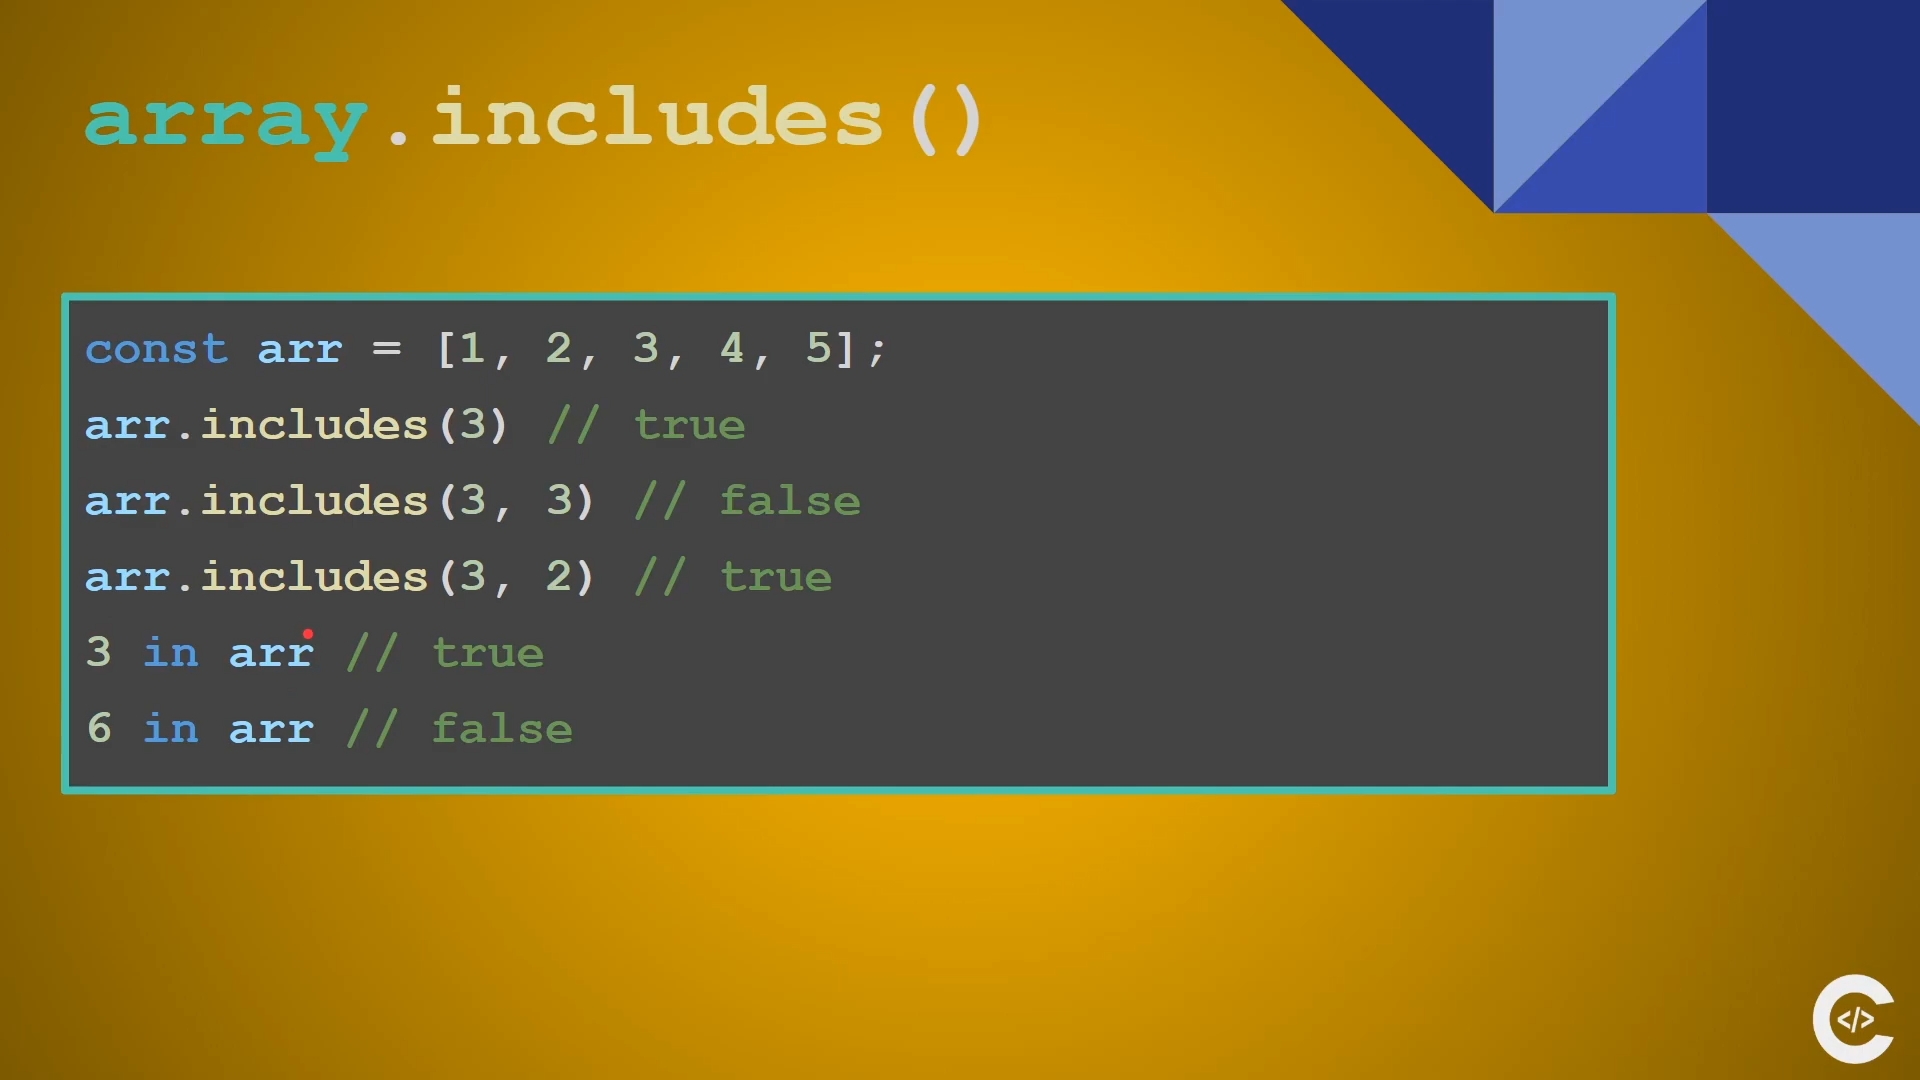 array.includes()
const arr = [1, 2, 3, 4, 5];
arr.includes(3) // true
arr.includes(3, 3) // false
arr.includes(3, 2) // true
3 in arr // true
6 in arr // false
</>